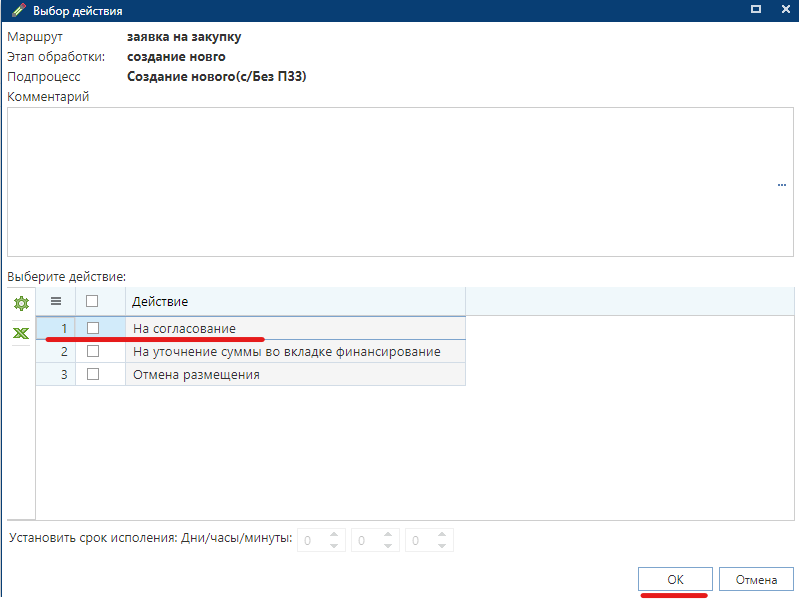 Выбор действия
Маршрут заявка на закупку
Этап обработки: создание новго
Подпроцесс Создание нового(с/Без ПЗЗ)
Комментарий
...
Выберите действие:
Действие
1 На согласование
2 На уточнение суммы во вкладке финансирование
3 Отмена размещения
Установить срок исполения: Дни/часы/минуты: 0 0 0
ОК Отмена